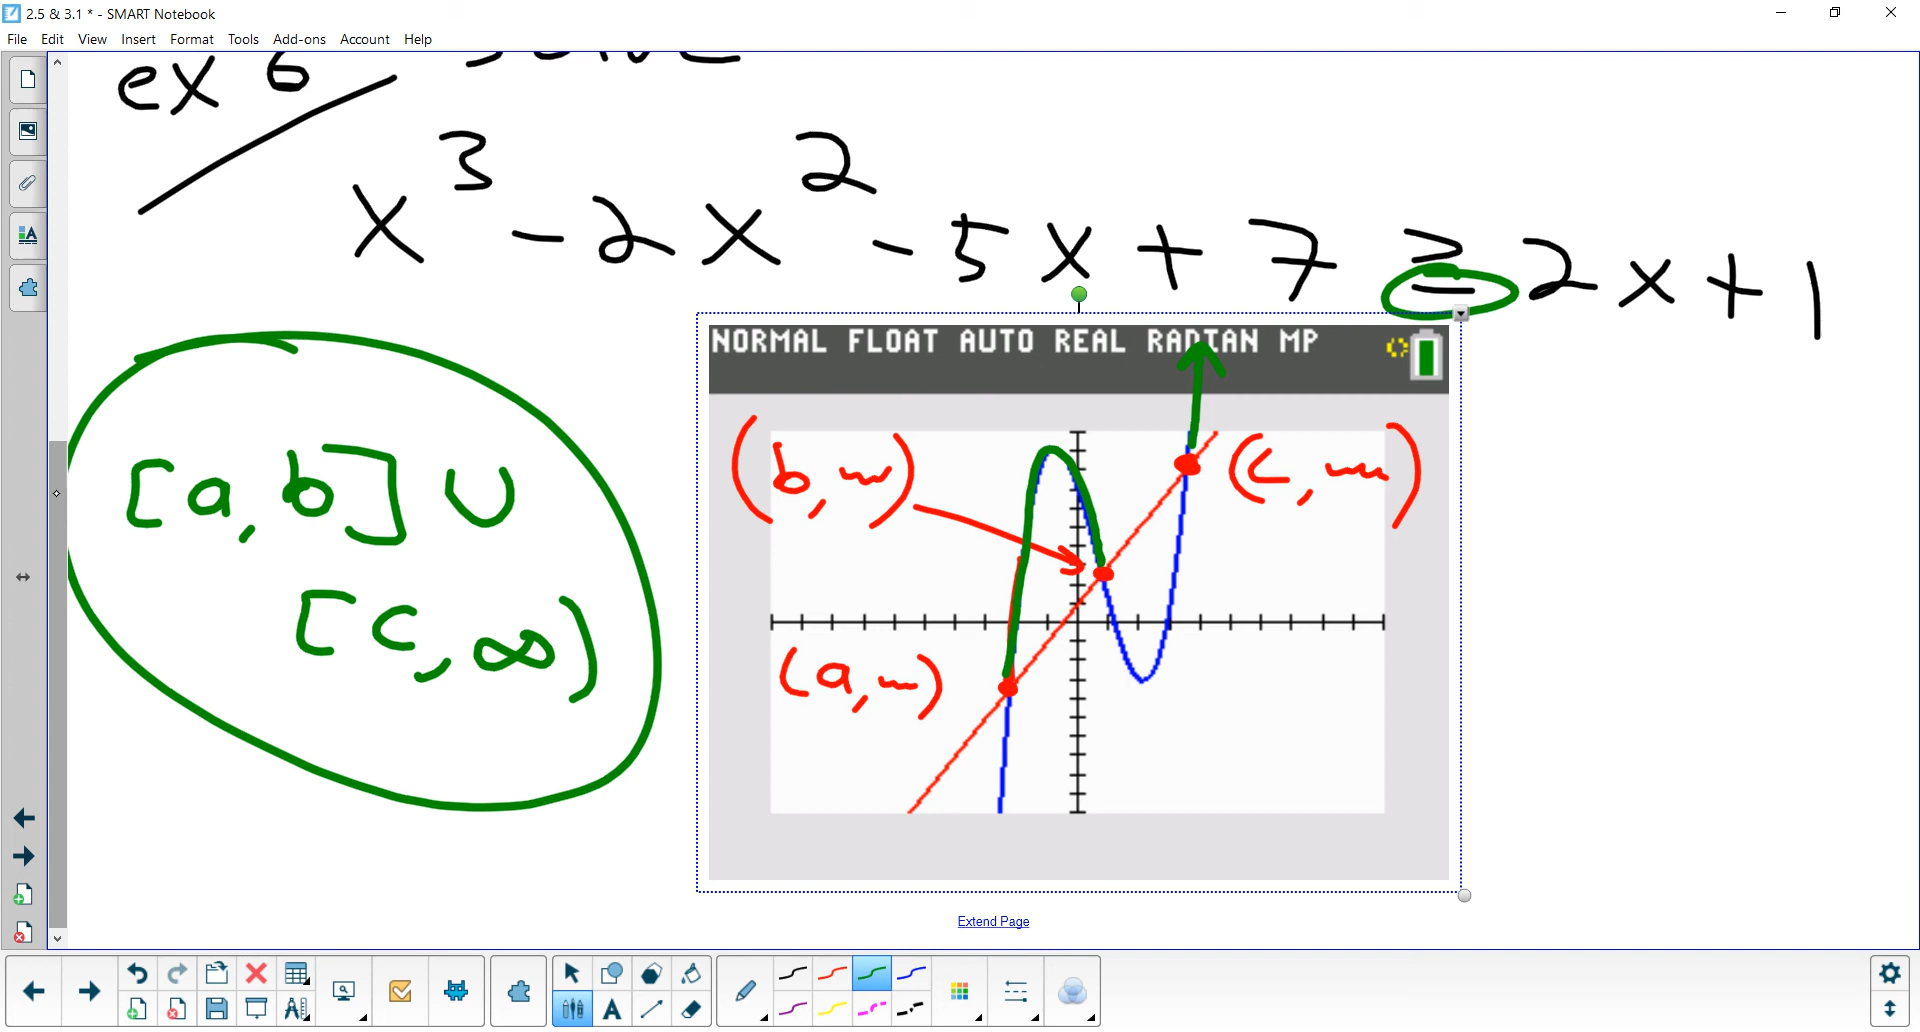 2.5 & 3.1 * - SMART Notebook
File Edit View Insert Format Tools Add-ons Account Help
ex 6 solve
x³ - 2x² - 5x + 7 ≥ 2x + 1
NORMAL FLOAT AUTO REAL RADIAN MP
(b, m)
(c, m)
[a, b] ∪
[c, ∞)
(a, m)
Extend Page
A